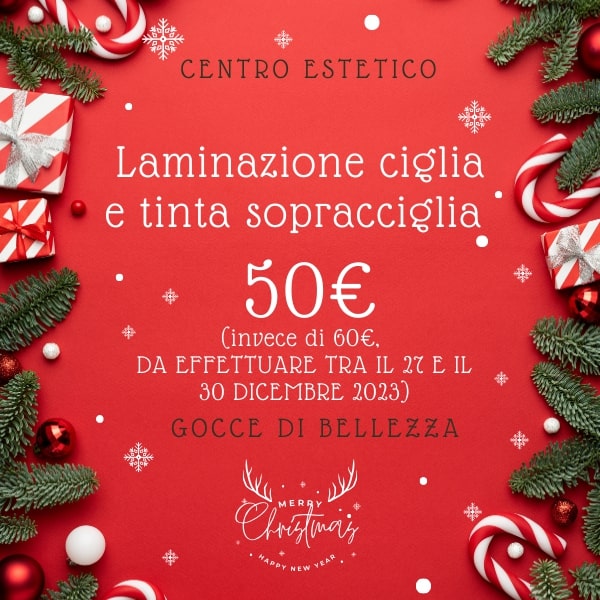 CENTRO ESTETICO
Laminazione ciglia
e tinta sopracciglia
50€
(invece di 60€,
DA EFFETTUARE TRA IL 27 E IL
30 DICEMBRE 2023)
GOCCE DI BELLEZZA
MERRY
Christmas
HAPPY NEW YEAR